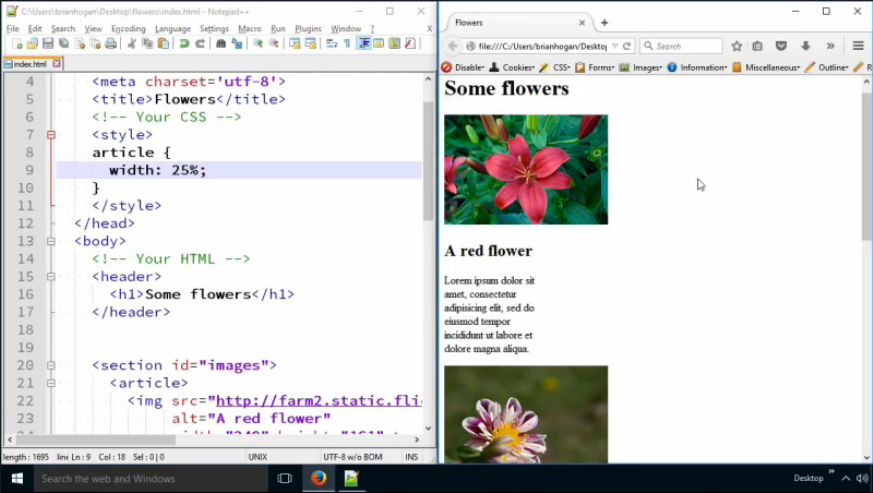 C:\Users\brianhogan\Desktop\flowers\index.html - Notepad++
File Edit Search View Encoding Language Settings Macro Run Plugins Window ?
index.html
4 <meta charset='utf-8'>
5 <title>Flowers</title>
6 <!-- Your CSS -->
7 <style>
8 article {
9 width: 25%;
10 }
11 </style>
12 </head>
13 <body>
14 <!-- Your HTML -->
15 <header>
16 <h1>Some flowers</h1>
17 </header>
18
19
20 <section id="images">
21 <article>
22 <img src="http://farm2.static.fli
23 alt="A red flower"
24
length : 1695 line Ln : 9 Col : 18 Sel : 0 | 0 UNIX UTF-8 w/o BOM INS
Flowers
file:///C:/Users/brianhogan/Desktop
Search
Disable Cookies CSS Forms Images Information Miscellaneous Outline
Some flowers
A red flower
Lorem ipsum dolor sit
amet, consectetur
adipisicing elit, sed do
eiusmod tempor
incididunt ut labore et
dolore magna aliqua.
Search the web and Windows
Desktop